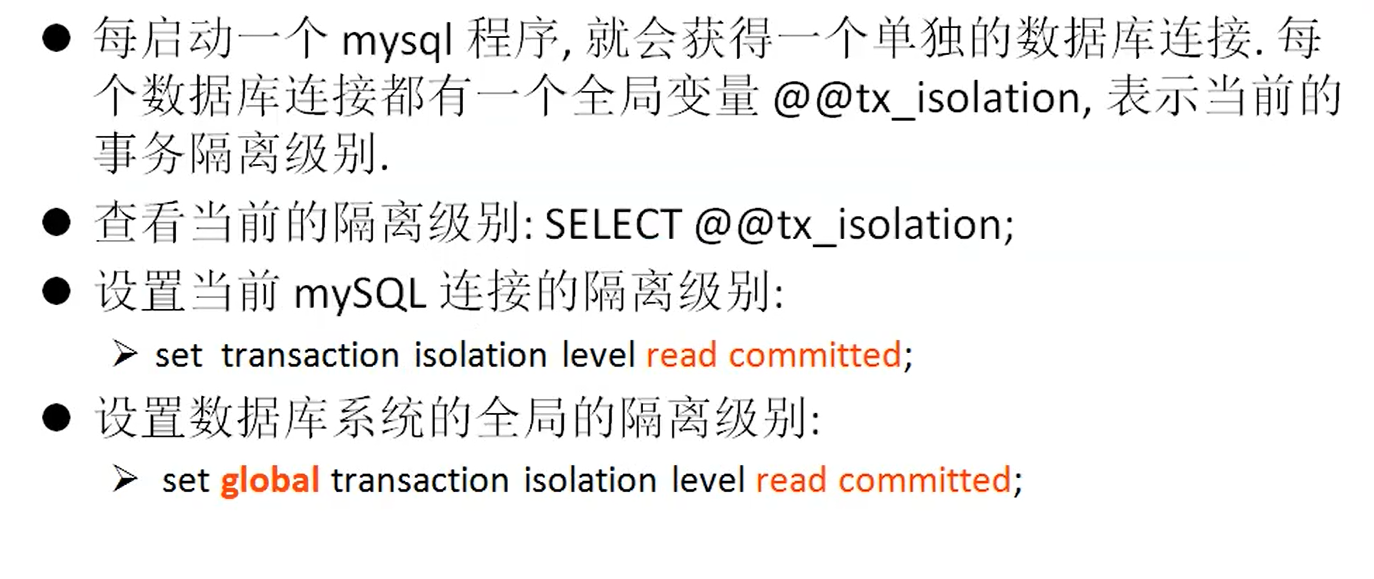 ● 每启动一个 mysql 程序, 就会获得一个单独的数据库连接. 每
个数据库连接都有一个全局变量 @@tx_isolation, 表示当前的
事务隔离级别.
● 查看当前的隔离级别: SELECT @@tx_isolation;
● 设置当前 mySQL 连接的隔离级别:
➢ set transaction isolation level read committed;
● 设置数据库系统的全局的隔离级别:
➢ set global transaction isolation level read committed;